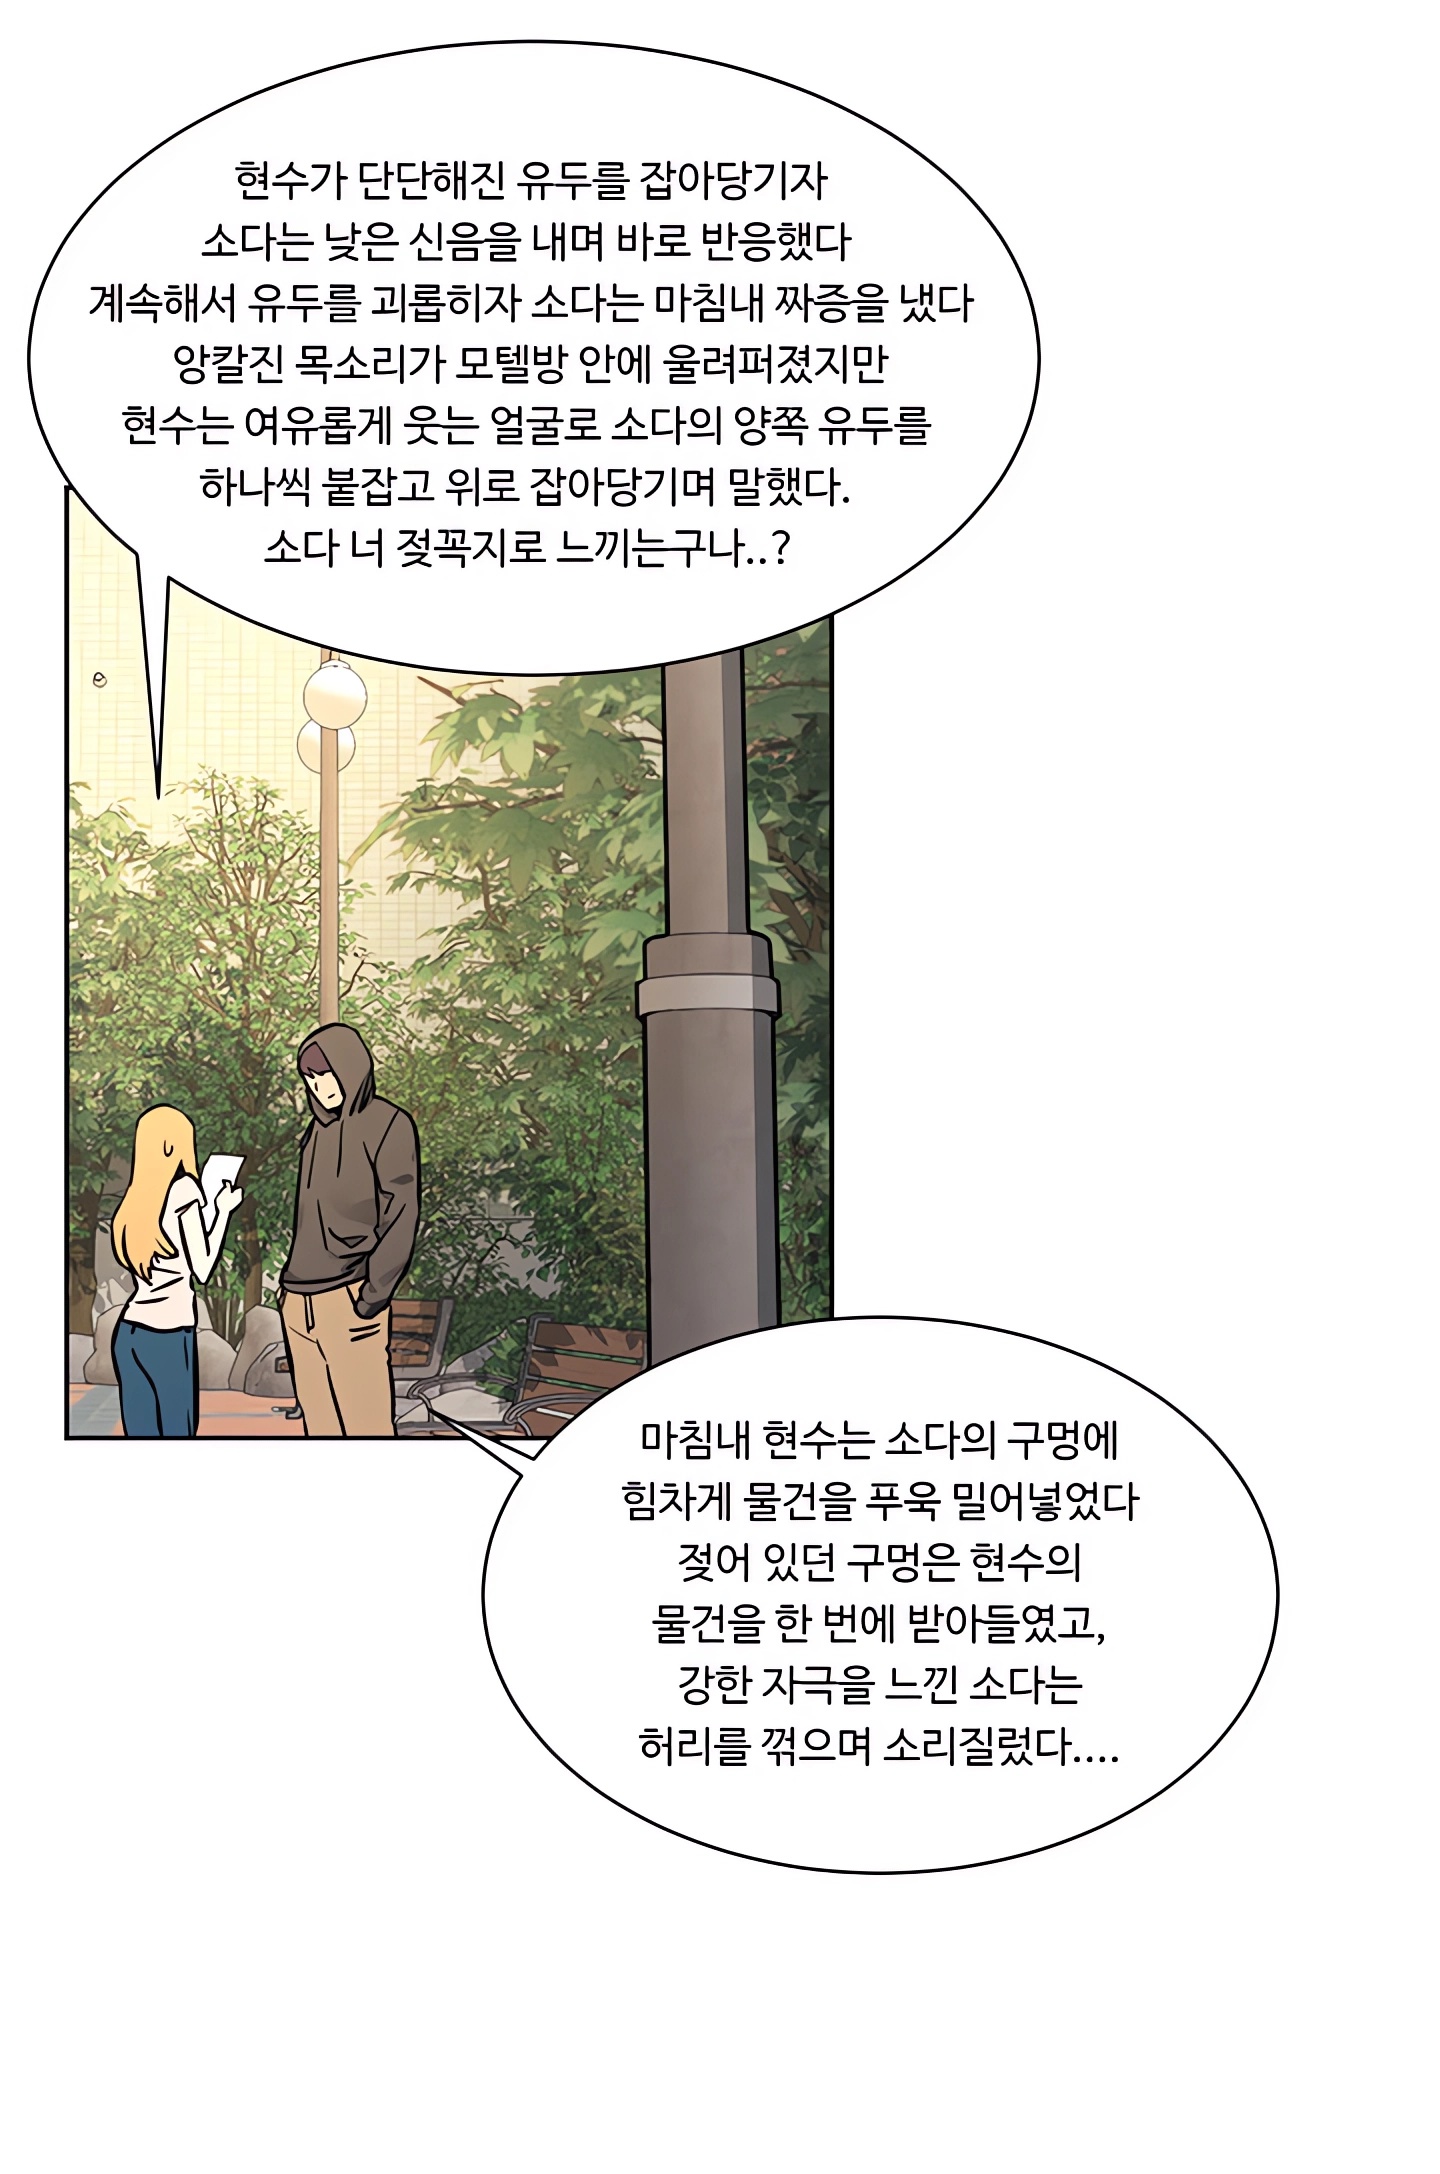 현수가 단단해진 유두를 잡아당기자
소다는 낮은 신음을 내며 바로 반응했다
계속해서 유두를 괴롭히자 소다는 마침내 짜증을 냈다
앙칼진 목소리가 모텔방 안에 울려퍼졌지만
현수는 여유롭게 웃는 얼굴로 소다의 양쪽 유두를
하나씩 붙잡고 위로 잡아당기며 말했다.
소다 너 젖꼭지로 느끼는구나..?
마침내 현수는 소다의 구멍에
힘차게 물건을 푸욱 밀어넣었다
젖어 있던 구멍은 현수의
물건을 한 번에 받아들였고,
강한 자극을 느낀 소다는
허리를 꺾으며 소리질렀다....